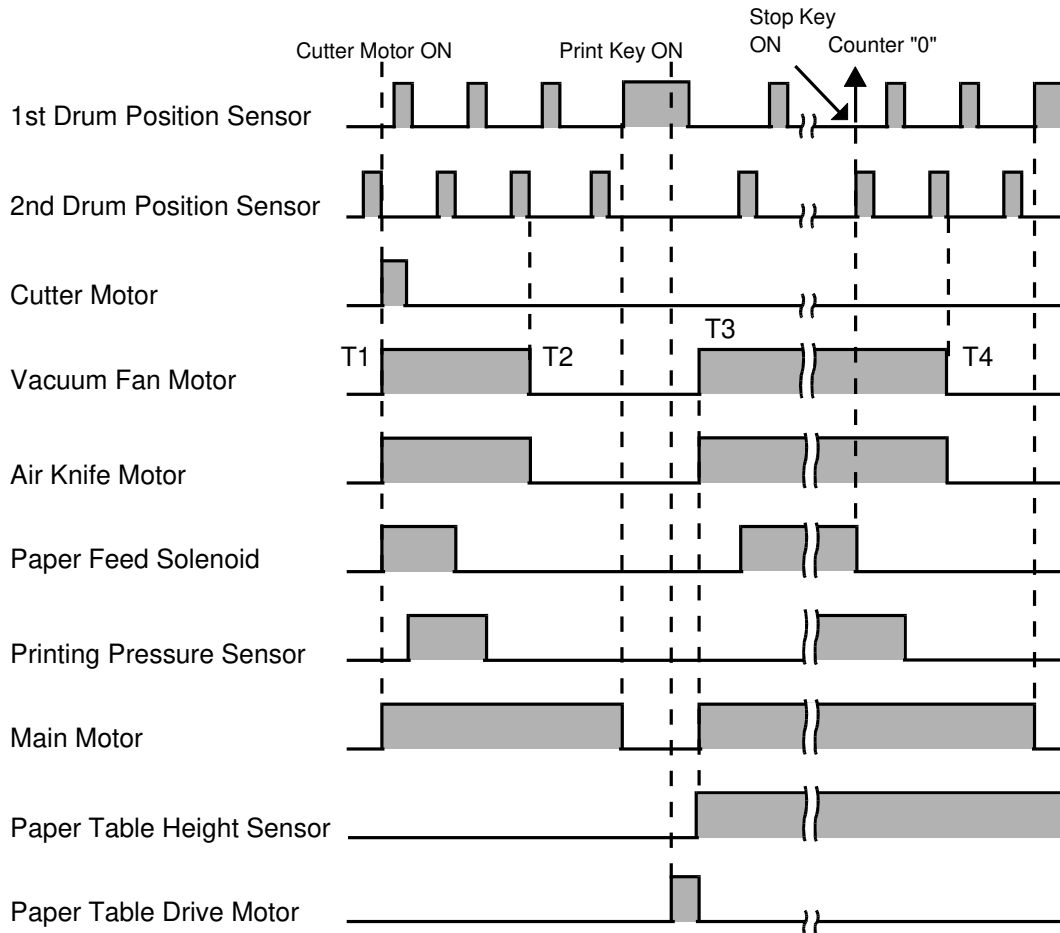 Stop Key
ON
Cutter Motor ON
Print Key ON
Counter "0"
1st Drum Position Sensor
2nd Drum Position Sensor
Cutter Motor
T3
T1
T2
T4
Vacuum Fan Motor
Air Knife Motor
Paper Feed Solenoid
Printing Pressure Sensor
Main Motor
Paper Table Height Sensor
Paper Table Drive Motor